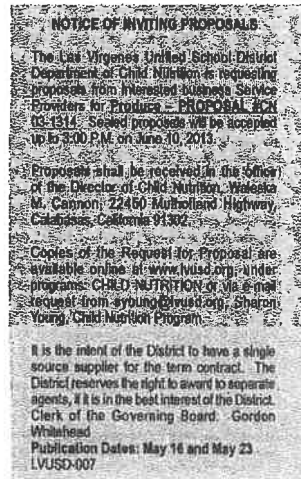 NOTICE OF INVITING PROPOSALS
The Las Virgenes Unified School District
Department of Child Nutrition is requesting
proposals from interested business Service
Providers for Produce – PROPOSAL #CN
03-1314. Sealed proposals will be accepted
up to 3:00 P.M. on June 10, 2013.
Proposals shall be received in the office
of the Director of Child Nutrition, Waleska
M. Cannon, 22450 Mulholland Highway,
Calabasas, California 91302.
Copies of the Request for Proposal are
available online at www.lvusd.org, under
programs: CHILD NUTRITION or via e-mail
request from syoung@lvusd.org, Sharon
Young, Child Nutrition Program.
It is the intent of the District to have a single
source supplier for the term contract. The
District reserves the right to award to separate
agents, if it is in the best interest of the District.
Clerk of the Governing Board: Gordon
Whitehead
Publication Dates: May 16 and May 23
LVUSD-007